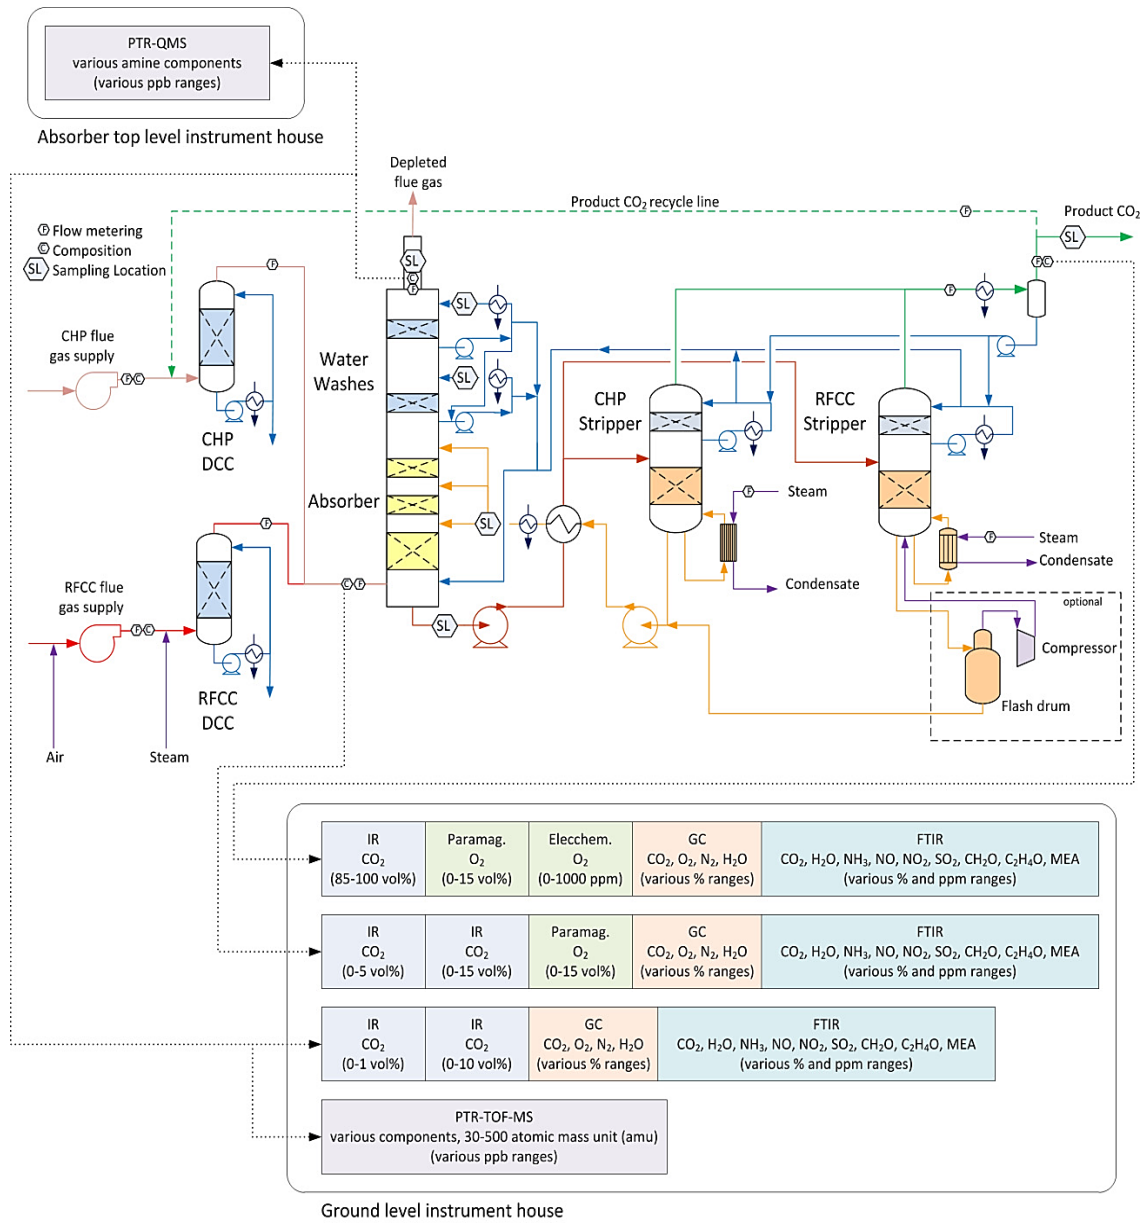 PTR-QMS
various amine components
(various ppb ranges)
Absorber top level instrument house
Depleted
flue gas
Product CO₂ recycle line
F
Product CO₂
SL
F Flow metering
C Composition
SL Sampling Location
F
SL
C
F
F C
F
SL
CHP flue
gas supply
F C
Water
Washes
SL
CHP
Stripper
RFCC
Stripper
CHP
DCC
Absorber
SL
F
Steam
F
F
Steam
Condensate
Condensate
RFCC flue
gas supply
C F
optional
F C
SL
Compressor
RFCC
DCC
Flash drum
Air
Steam
IR
CO₂
(85-100 vol%)
Paramag.
O₂
(0-15 vol%)
Elecchem.
O₂
(0-1000 ppm)
GC
CO₂, O₂, N₂, H₂O
(various % ranges)
FTIR
CO₂, H₂O, NH₃, NO, NO₂, SO₂, CH₂O, C₂H₄O, MEA
(various % and ppm ranges)
IR
CO₂
(0-5 vol%)
IR
CO₂
(0-15 vol%)
Paramag.
O₂
(0-15 vol%)
GC
CO₂, O₂, N₂, H₂O
(various % ranges)
FTIR
CO₂, H₂O, NH₃, NO, NO₂, SO₂, CH₂O, C₂H₄O, MEA
(various % and ppm ranges)
IR
CO₂
(0-1 vol%)
IR
CO₂
(0-10 vol%)
GC
CO₂, O₂, N₂, H₂O
(various % ranges)
FTIR
CO₂, H₂O, NH₃, NO, NO₂, SO₂, CH₂O, C₂H₄O, MEA
(various % and ppm ranges)
PTR-TOF-MS
various components, 30-500 atomic mass unit (amu)
(various ppb ranges)
Ground level instrument house